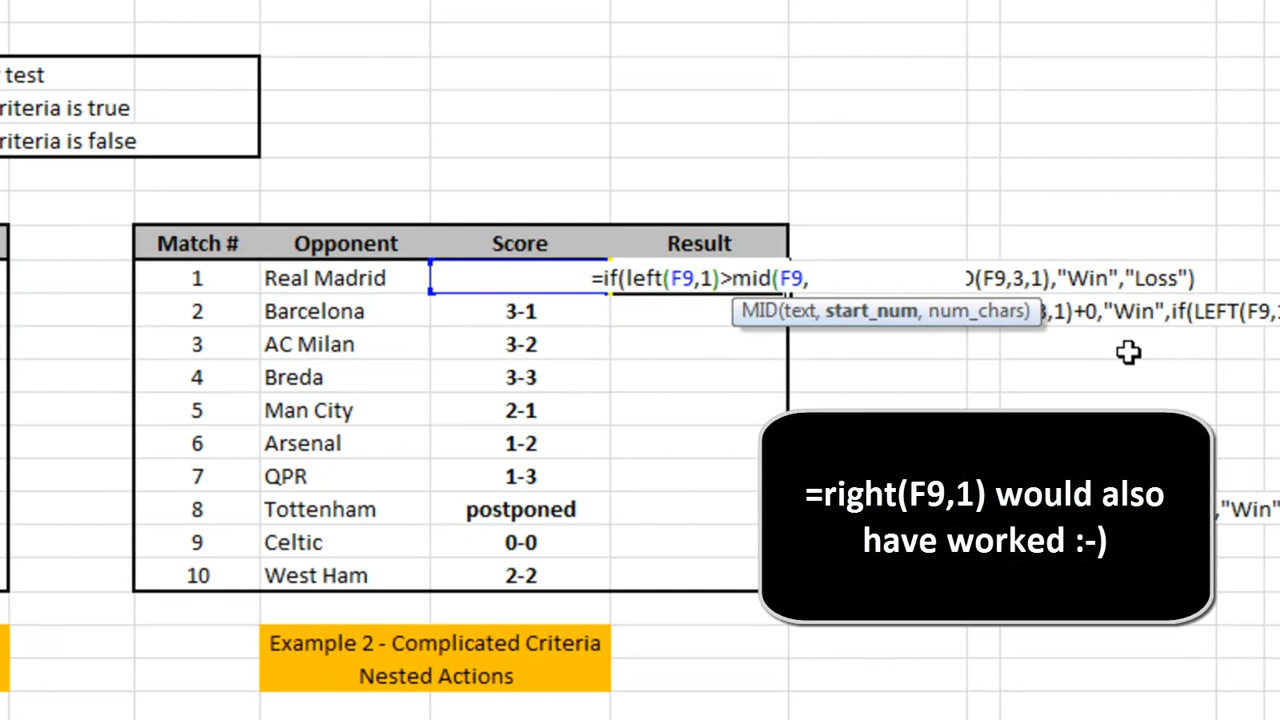 test
riteria is true
riteria is false
Match # Opponent Score Result
1 Real Madrid =if(left(F9,1)>mid(F9, (F9,3,1),"Win","Loss")
2 Barcelona 3-1 MID(text, start_num, num_chars) 3,1)+0,"Win",if(LEFT(F9,1
3 AC Milan 3-2
4 Breda 3-3
5 Man City 2-1
6 Arsenal 1-2
7 QPR 1-3
8 Tottenham postponed ,"Win"
9 Celtic 0-0
10 West Ham 2-2
=right(F9,1) would also
have worked :-)
Example 2 - Complicated Criteria
Nested Actions